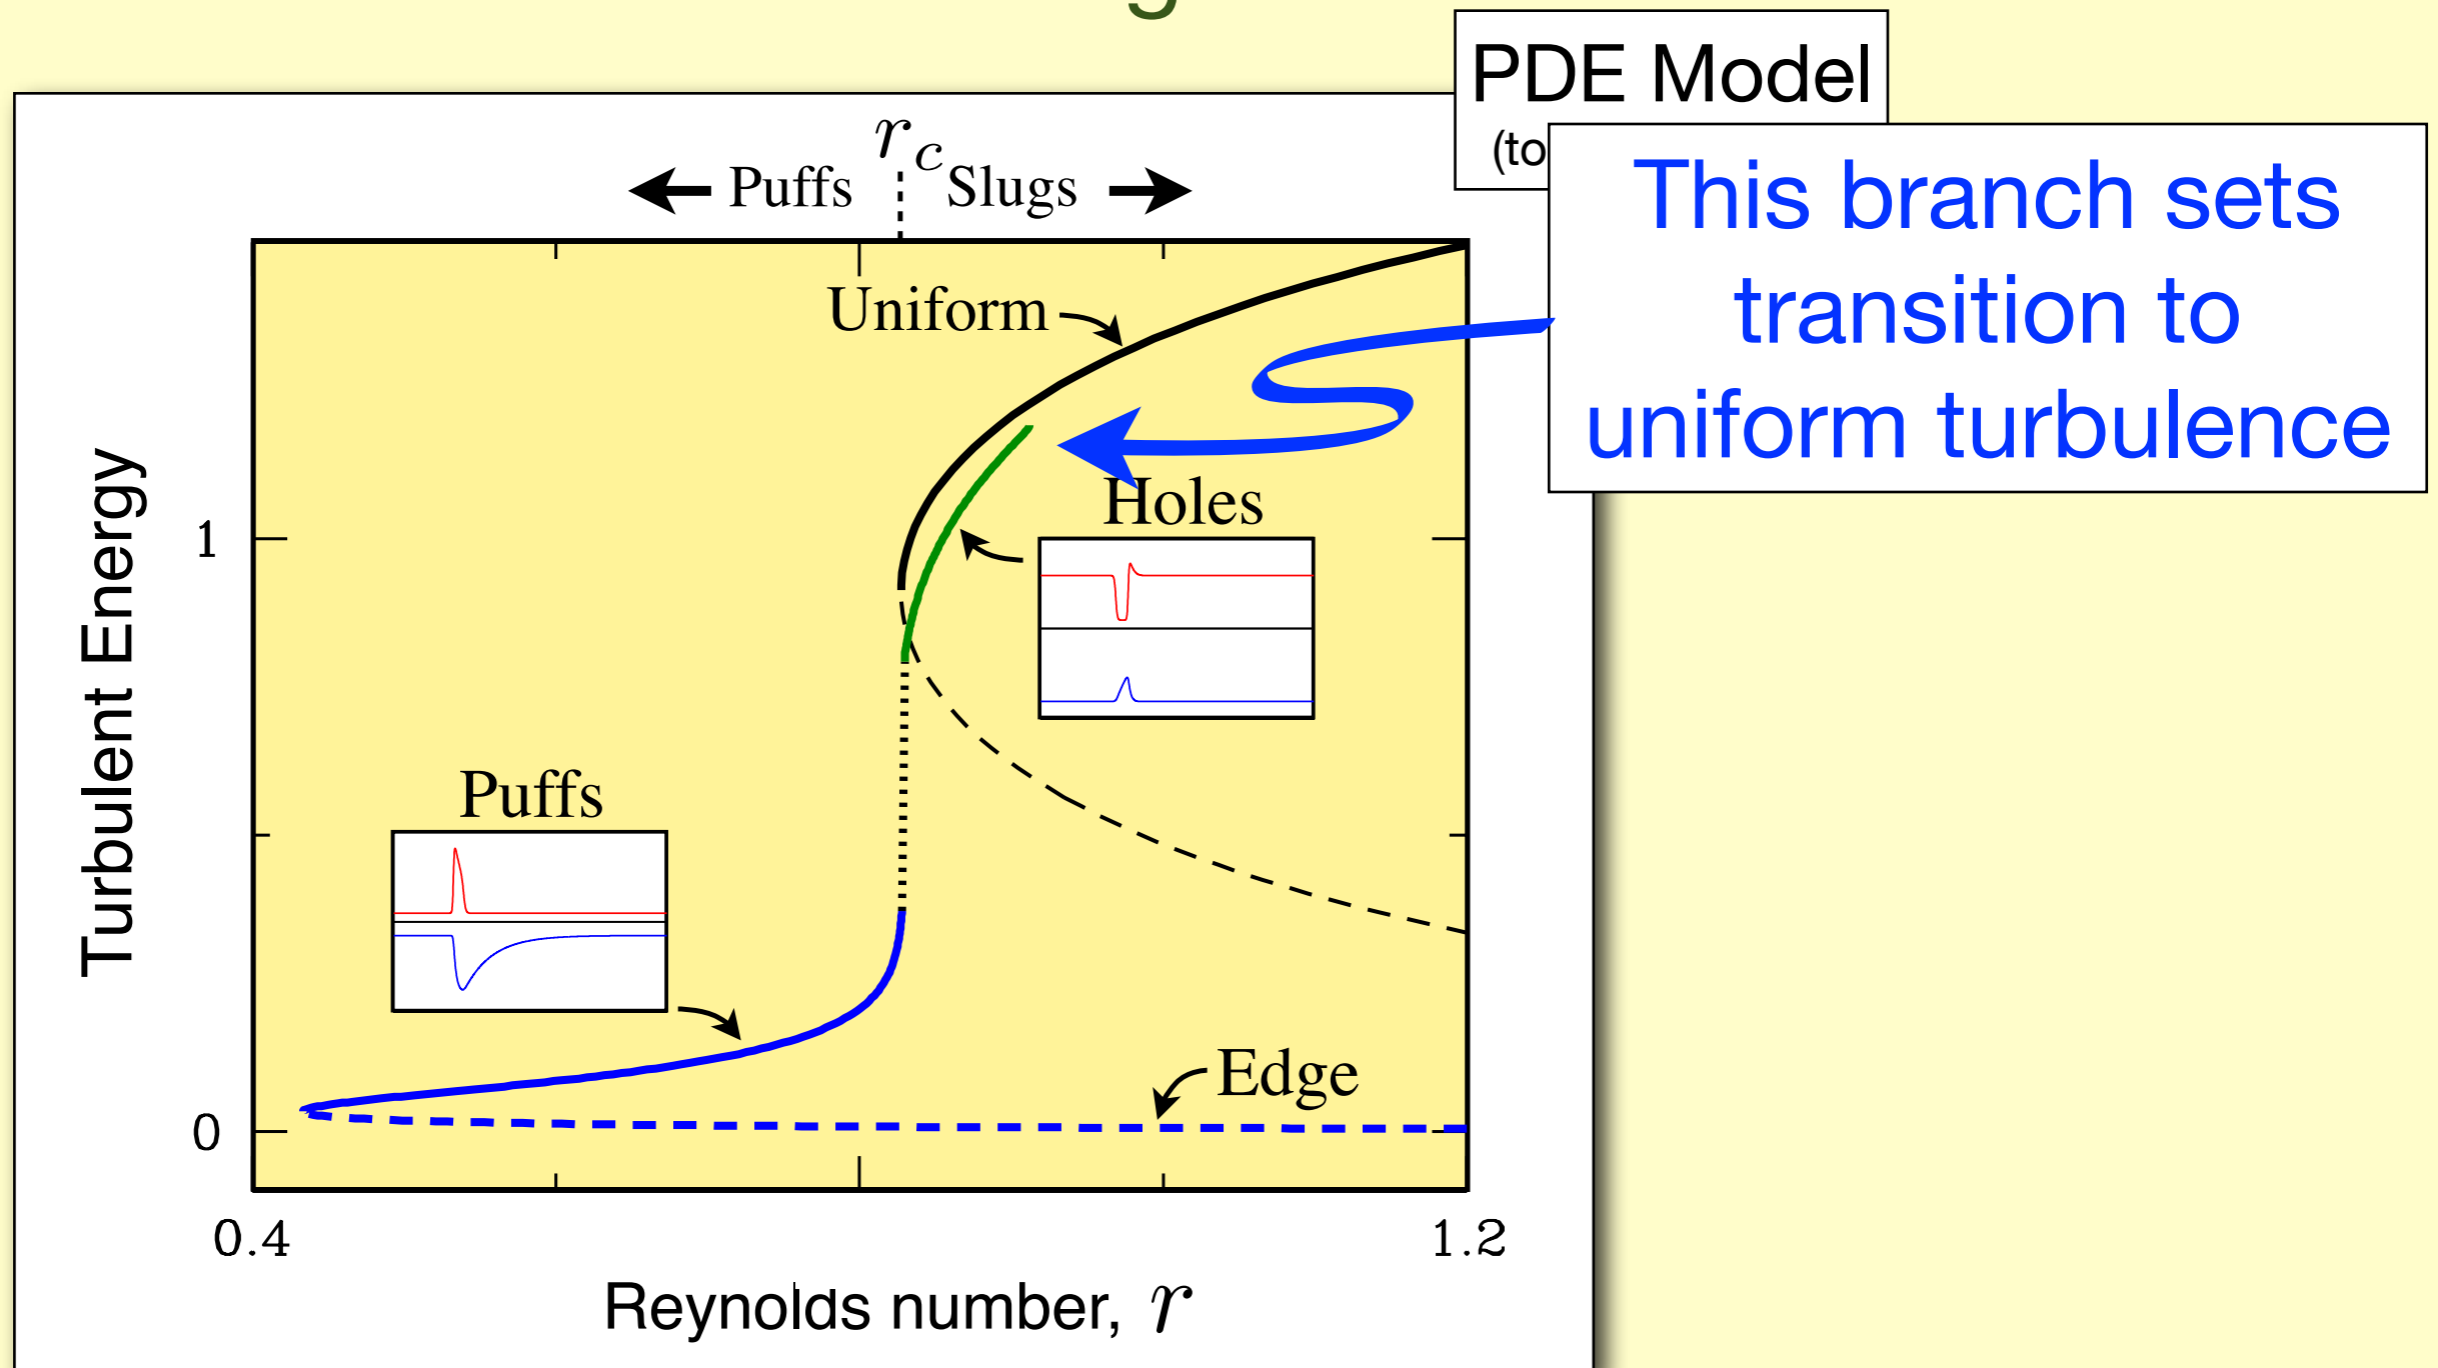 PDE Model
(to
This branch sets
transition to
uniform turbulence
r_c
Puffs
Slugs
Uniform
Holes
Puffs
Edge
Turbulent Energy
1
0
0.4
1.2
Reynolds number, r